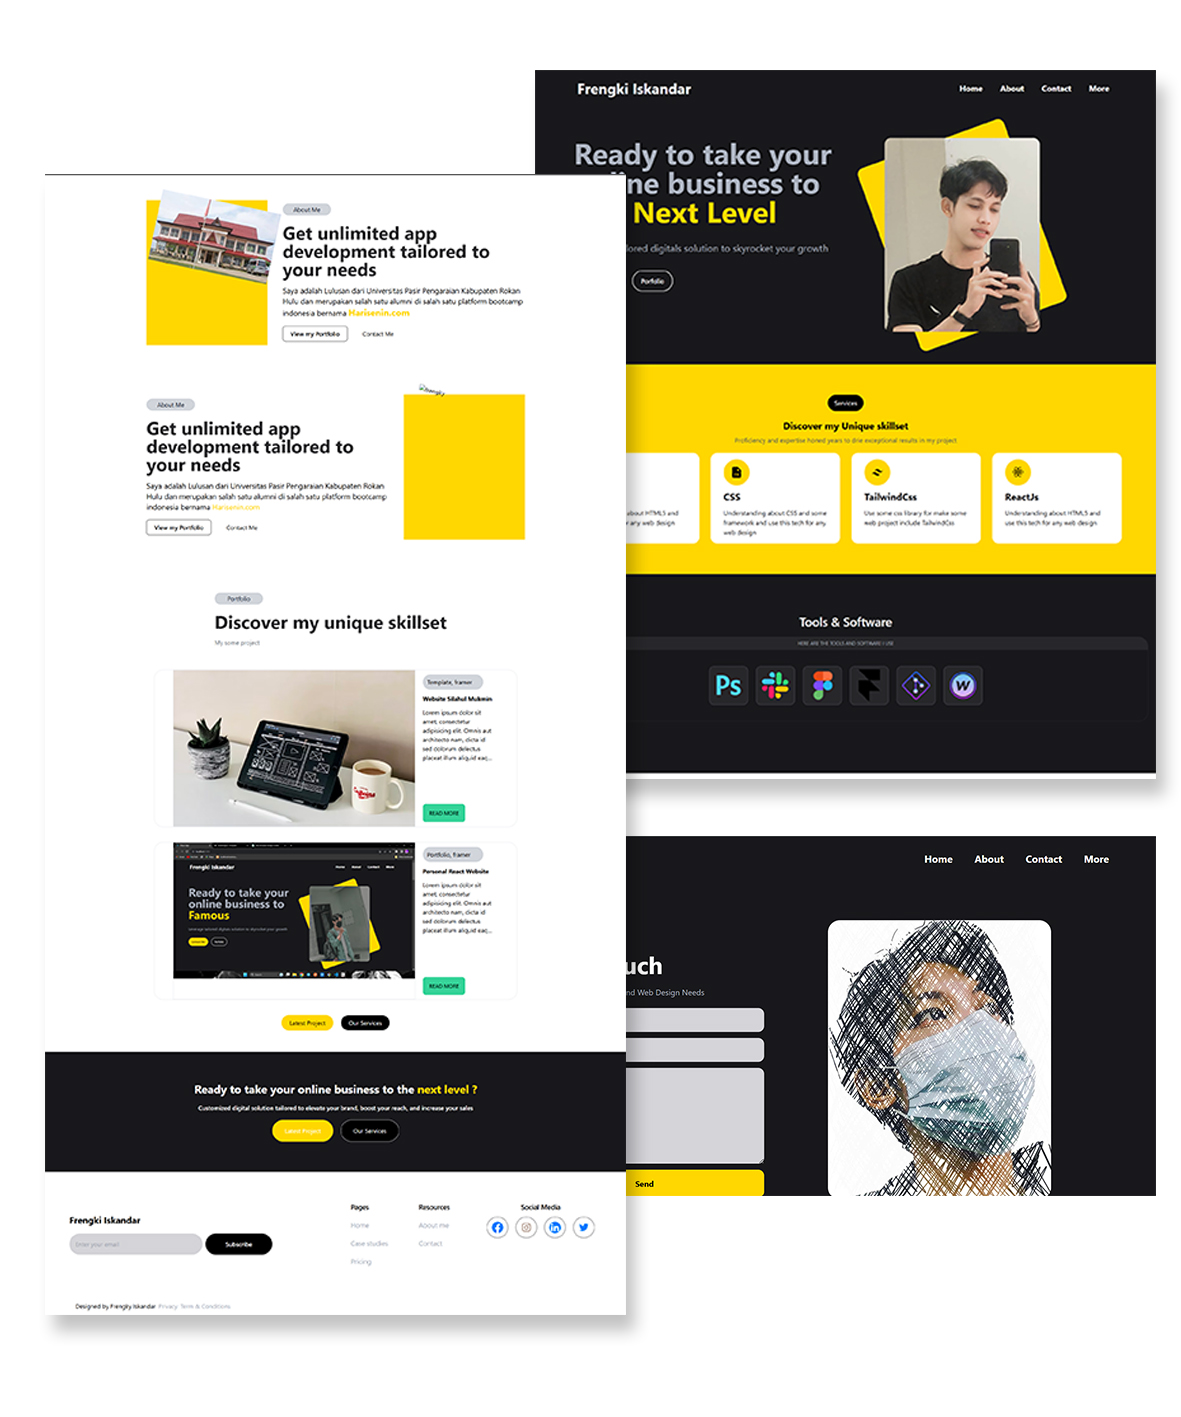 Frengki Iskandar
Home About Contact More
Ready to take your
line business to
Next Level
lored digitals solution to skyrocket your growth
Portfolio
Services
Discover my Unique skillset
Proficiency and expertise honed years to drie exceptional results in my project
about HTML5 and
any web design
CSS
Understanding about CSS and some
framework and use this tech for any
web design
TailwindCss
Use some css library for make some
web project include TailwindCss
ReactJs
Understanding about HTML5 and
use this tech for any web design
Tools & Software
HERE ARE THE TOOLS AND SOFTWARE I USE
Ps
W
About Me
Get unlimited app
development tailored to
your needs
Saya adalah Lulusan dari Universitas Pasir Pengaraian Kabupaten Rokan
Hulu dan merupakan salah satu alumni di salah satu platform bootcamp
indonesia bernama Harisenin.com
View my Portfolio Contact Me
About Me
Get unlimited app
development tailored to
your needs
Saya adalah Lulusan dari Universitas Pasir Pengaraian Kabupaten Rokan
Hulu dan merupakan salah satu alumni di salah satu platform bootcamp
indonesia bernama Harisenin.com
View my Portfolio Contact Me
Portfolio
Discover my unique skillset
My some project
Template, framer
Website Silahul Mukmin
Lorem ipsum dolor sit
amet, consectetur
adipisicing elit. Omnis aut
architecto nam, dicta id
sed dolorum delectus
placeat illum aliquid eaq...
READ MORE
Frengki Iskandar
Home About Contact More
Ready to take your
online business to
Famous
Portfolio, framer
Personal React Website
Lorem ipsum dolor sit
amet, consectetur
adipisicing elit. Omnis aut
architecto nam, dicta id
sed dolorum delectus
placeat illum aliquid eaq...
READ MORE
Latest Project Our Services
Ready to take your online business to the next level ?
Customized digital solution tailored to elevate your brand, boost your reach, and increase your sales
Latest Project Our Services
Frengki Iskandar
Enter your email
Subscribe
Pages
Home
Case studies
Pricing
Resources
About me
Contact
Social Media
Designed by Frengky Iskandar Privacy Term & Conditions
Home About Contact More
uch
nd Web Design Needs
Send